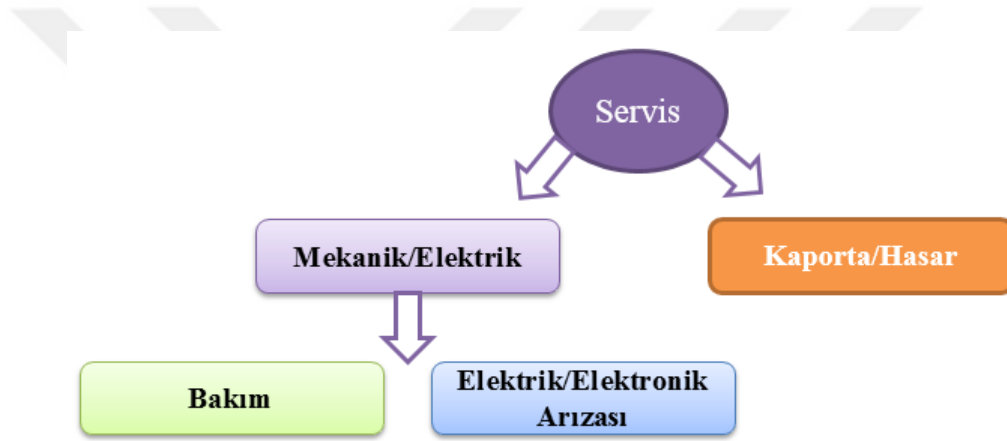 Servis
Mekanik/Elektrik
Kaporta/Hasar
Bakım
Elektrik/Elektronik
Arızası